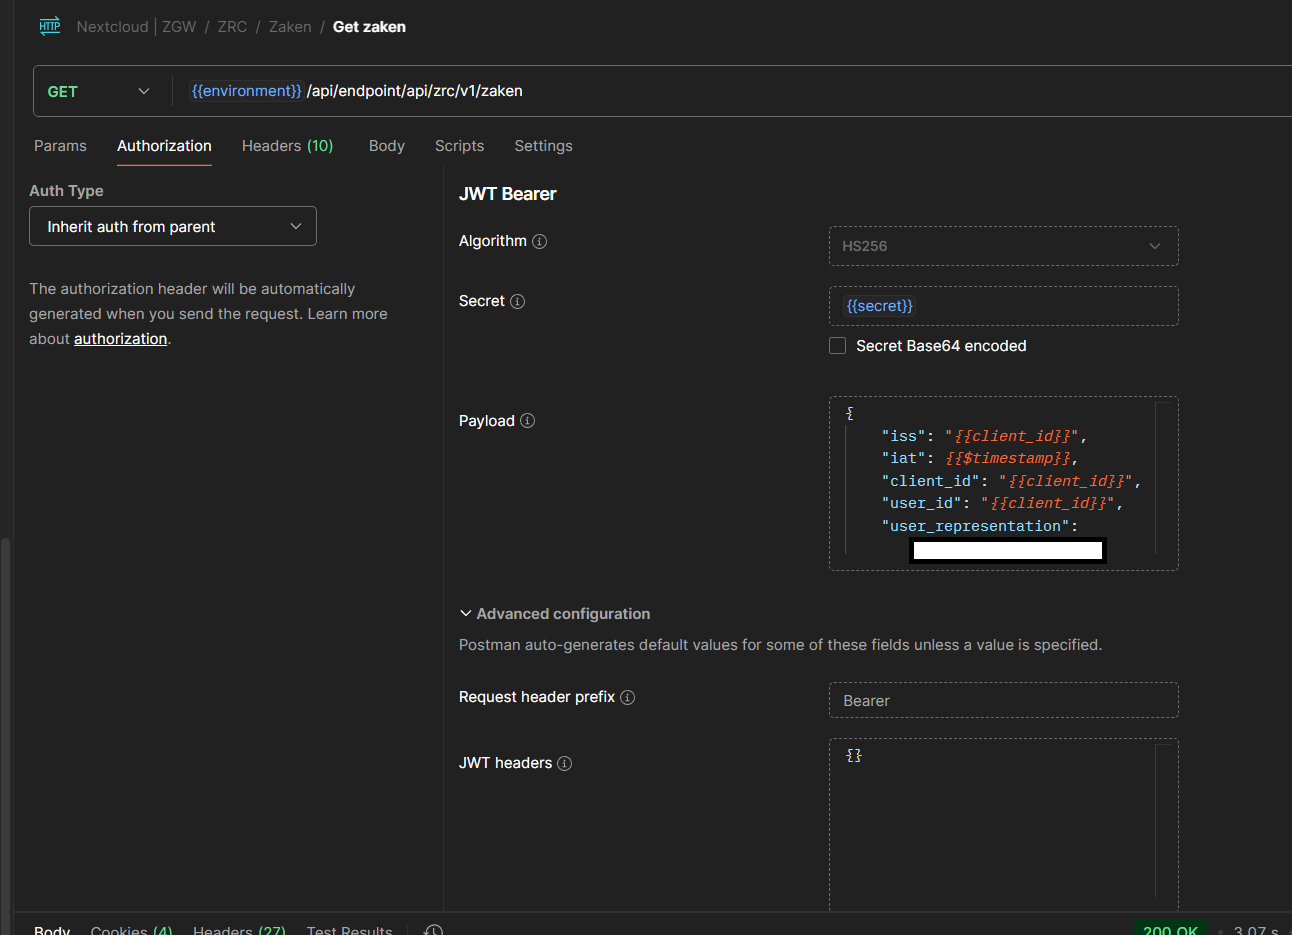 HTTP Nextcloud | ZGW / ZRC / Zaken / Get zaken
GET {{environment}} /api/endpoint/api/zrc/v1/zaken
Params Authorization Headers (10) Body Scripts Settings
Auth Type
Inherit auth from parent
The authorization header will be automatically
generated when you send the request. Learn more
about authorization.
JWT Bearer
Algorithm
HS256
Secret
{{secret}}
Secret Base64 encoded
Payload
{
"iss": "{{client_id}}",
"iat": {{$timestamp}},
"client_id": "{{client_id}}",
"user_id": "{{client_id}}",
"user_representation":
Advanced configuration
Postman auto-generates default values for some of these fields unless a value is specified.
Request header prefix
Bearer
JWT headers
{}
Body Cookies (4) Headers (27) Test Results 200 OK • 3.07 s